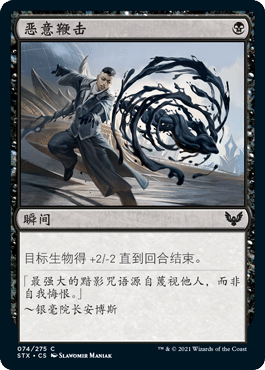 恶意鞭击
瞬间
目标生物得 +2/-2 直到回合结束。
「最强大的黯影咒语源自蔑视他人，而非
自我悔恨。」
～银毫院长安博斯
074/275 C
STX • CS SLAWOMIR MANIAK
™ & © 2021 Wizards of the Coast